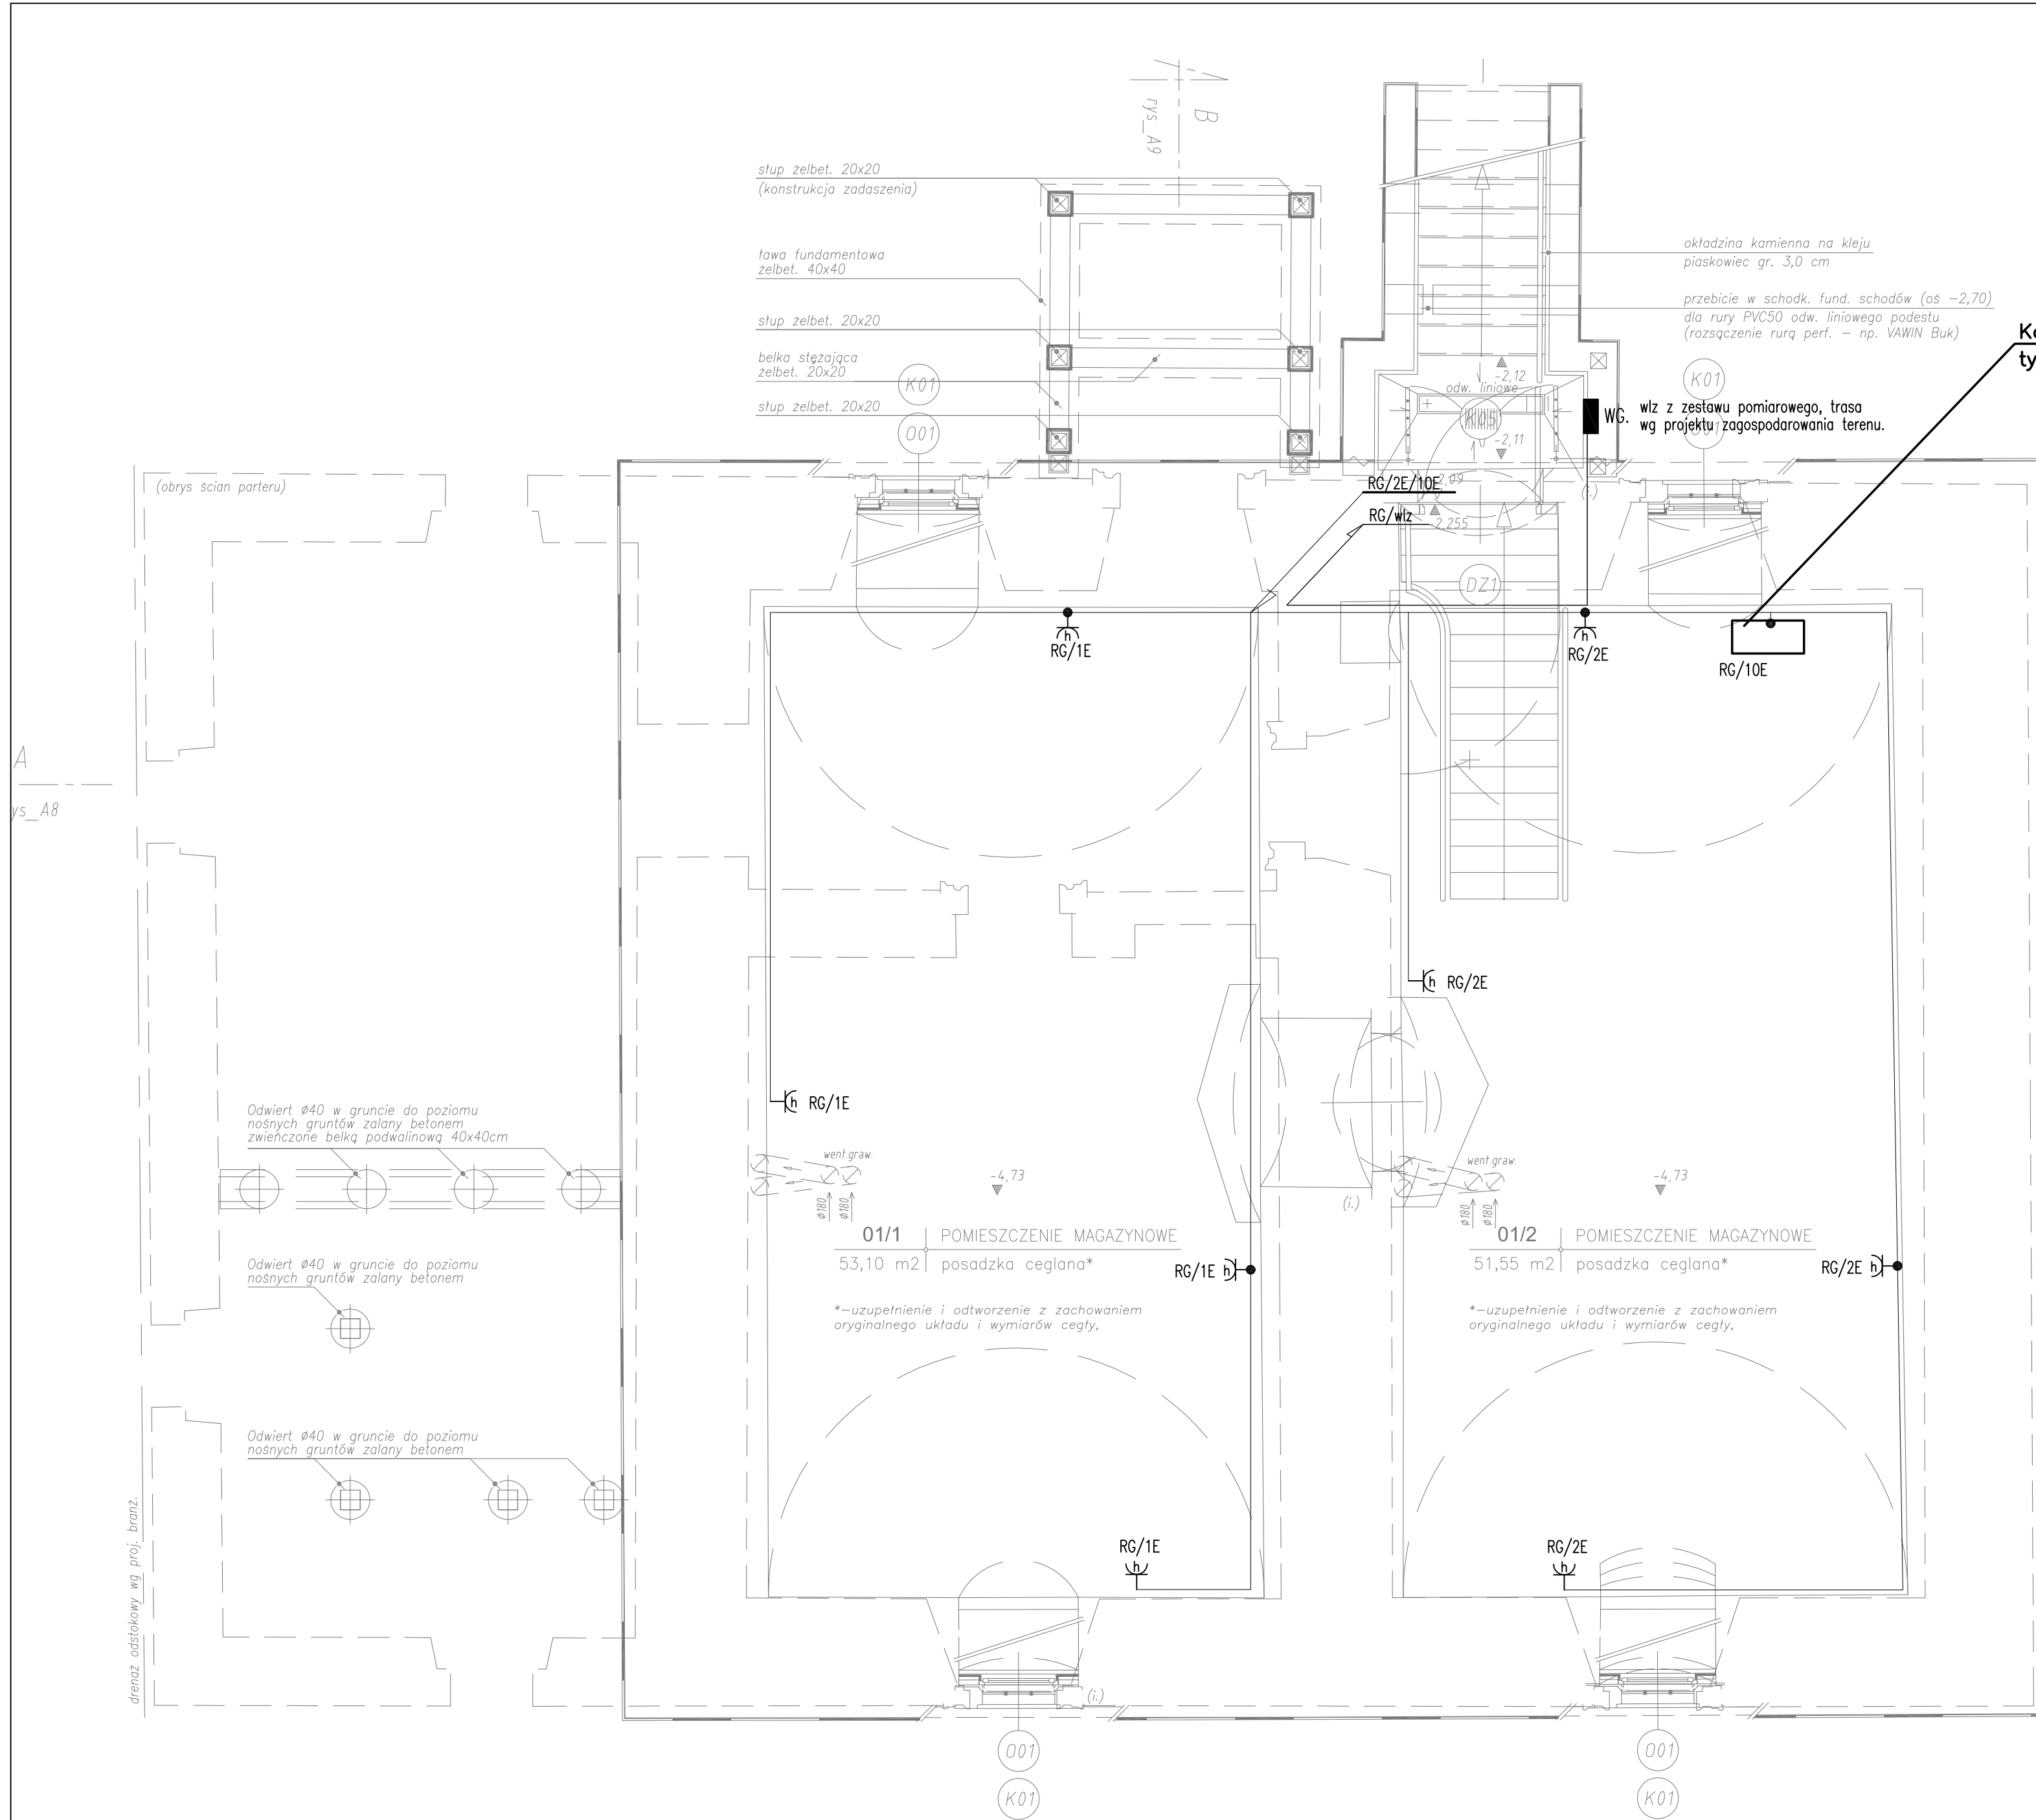 B
rys_A9
słup żelbet. 20x20
(konstrukcja zadaszenia)
ława fundamentowa
żelbet. 40x40
słup żelbet. 20x20
belka stężająca
żelbet. 20x20
słup żelbet. 20x20
K01
O01
okładzina kamienna na kleju
piaskowiec gr. 3,0 cm
przebicie w schodk. fund. schodów (oś -2,70)
dla rury PVC50 odw. liniowego podestu
(rozsączenie rurą perf. - np. VAWIN Buk)
Ko
ty
-2,12
odw. liniowe
K05
-2,11
K01
O01
WG.
wlz z zestawu pomiarowego, trasa
wg projektu zagospodarowania terenu.
(obrys ścian parteru)
RG/2E/10E
2,09
(i.)
RG/wlz
2,255
DZ1
RG/1E
h
RG/2E
h
RG/10E
A
ys_A8
h RG/2E
h RG/1E
Odwiert ø40 w gruncie do poziomu
nośnych gruntów zalany betonem
zwieńczone belką podwalinową 40x40cm
went.graw.
ø180
ø180
-4,73
went.graw.
ø180
ø180
-4,73
(i.)
01/1 POMIESZCZENIE MAGAZYNOWE
53,10 m2 posadzka ceglana*
01/2 POMIESZCZENIE MAGAZYNOWE
51,55 m2 posadzka ceglana*
RG/1E h
RG/2E h
Odwiert ø40 w gruncie do poziomu
nośnych gruntów zalany betonem
*-uzupełnienie i odtworzenie z zachowaniem
oryginalnego układu i wymiarów cegły,
*-uzupełnienie i odtworzenie z zachowaniem
oryginalnego układu i wymiarów cegły,
Odwiert ø40 w gruncie do poziomu
nośnych gruntów zalany betonem
drenaż odstokowy wg proj. branż.
RG/1E
h
RG/2E
h
(i.)
O01
K01
O01
K01